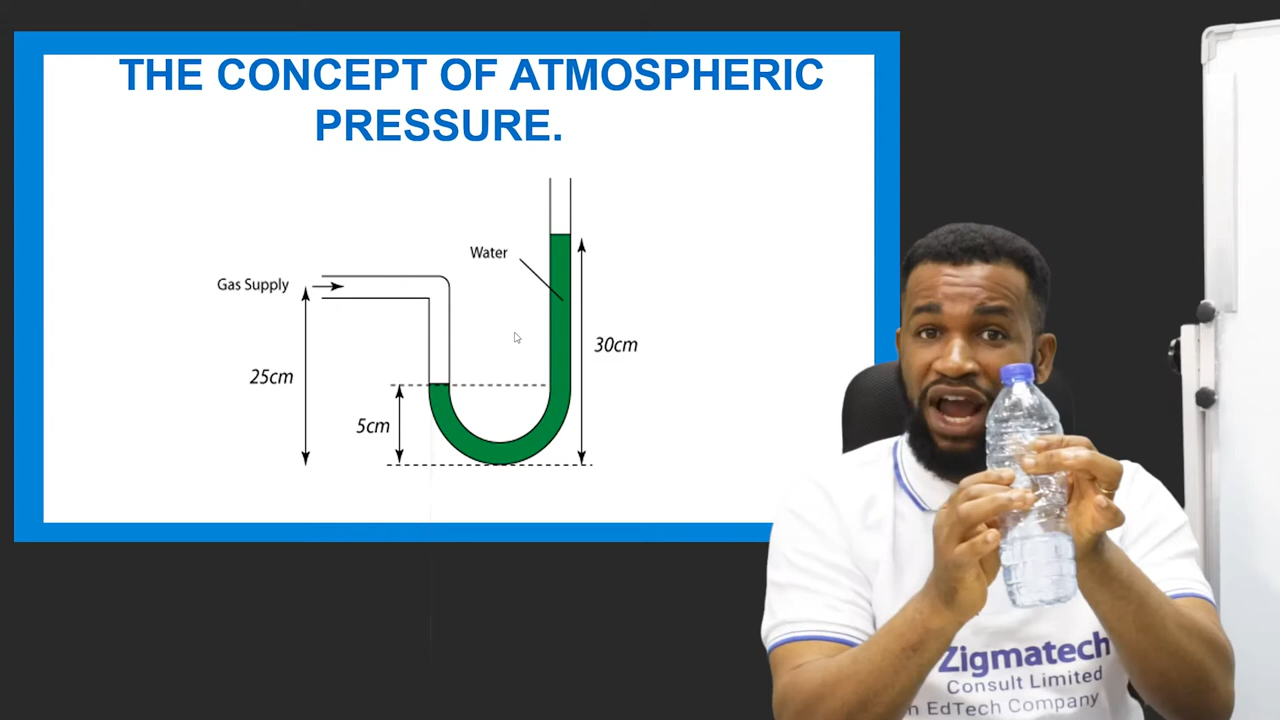 THE CONCEPT OF ATMOSPHERIC
PRESSURE.
Water
Gas Supply
30cm
25cm
5cm
Zigmatech
Consult Limited
n EdTech Company